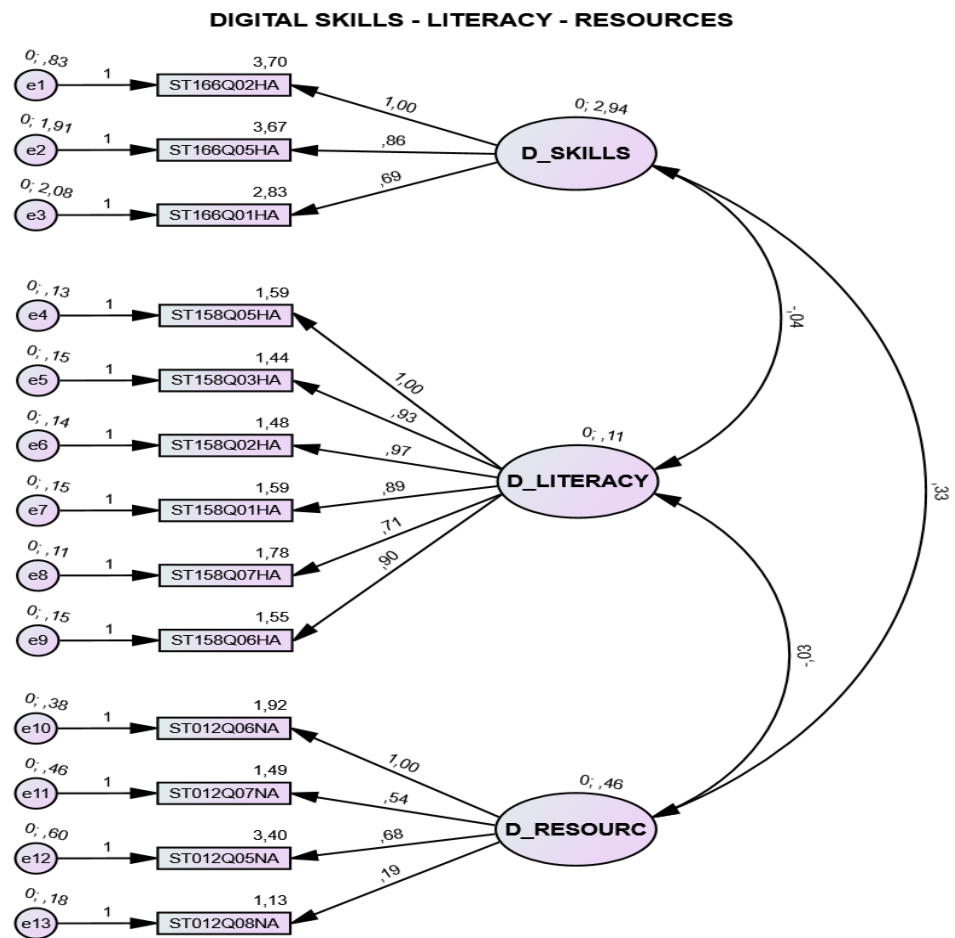 DIGITAL SKILLS - LITERACY - RESOURCES
0; ,83
e1
1
3,70
ST166Q02HA
0; 1,91
e2
1
3,67
ST166Q05HA
0; 2,08
e3
1
2,83
ST166Q01HA
1,00
,86
,69
0; 2,94
D_SKILLS
0; ,13
e4
1
1,59
ST158Q05HA
0; ,15
e5
1
1,44
ST158Q03HA
0; ,14
e6
1
1,48
ST158Q02HA
0; ,15
e7
1
1,59
ST158Q01HA
0; ,11
e8
1
1,78
ST158Q07HA
0; ,15
e9
1
1,55
ST158Q06HA
1,00
,93
,97
,89
,71
,90
0; ,11
D_LITERACY
-,04
,33
-,03
0; ,38
e10
1
1,92
ST012Q06NA
0; ,46
e11
1
1,49
ST012Q07NA
0; ,60
e12
1
3,40
ST012Q05NA
0; ,18
e13
1
1,13
ST012Q08NA
1,00
,54
,68
,19
0; ,46
D_RESOURC